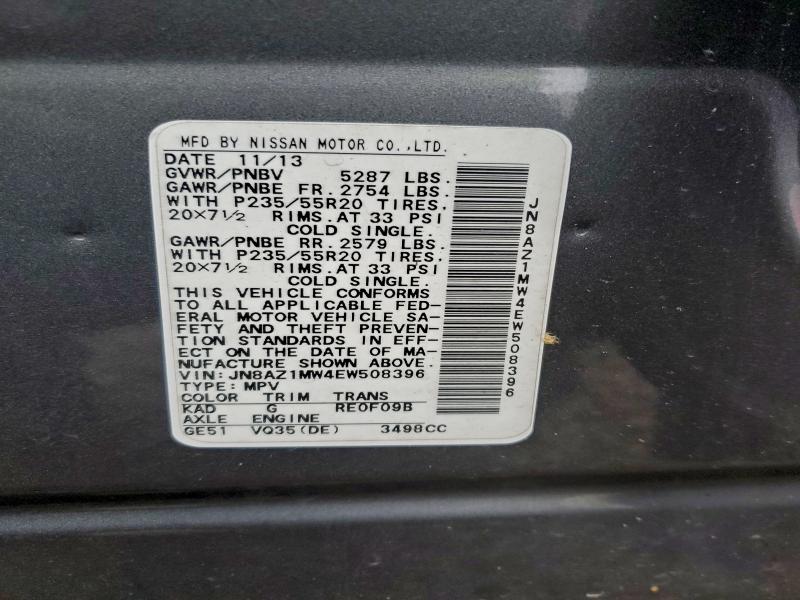 MFD BY NISSAN MOTOR CO.,LTD.
DATE 11/13
GVWR/PNBV 5287 LBS.
GAWR/PNBE FR. 2754 LBS.
WITH P235/55R20 TIRES.
20×7½ RIMS. AT 33 PSI
COLD SINGLE.
GAWR/PNBE RR. 2579 LBS.
WITH P235/55R20 TIRES.
20×7½ RIMS. AT 33 PSI
COLD SINGLE.
THIS VEHICLE CONFORMS
TO ALL APPLICABLE FED-
ERAL MOTOR VEHICLE SA-
FETY AND THEFT PREVEN-
TION STANDARDS IN EFF-
ECT ON THE DATE OF MA-
NUFACTURE SHOWN ABOVE.
VIN: JN8AZ1MW4EW508396
TYPE: MPV
COLOR TRIM TRANS
KAD G RE0F09B
AXLE ENGINE
GE51 VQ35(DE) 3498CC
JN8AZ1MW4EW508396